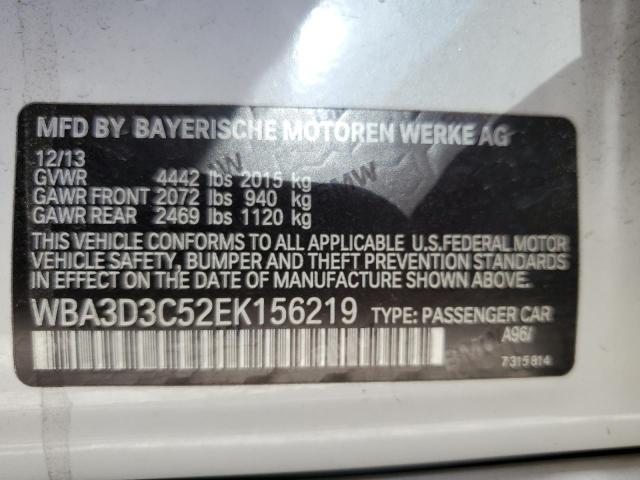 MFD BY BAYERISCHE MOTOREN WERKE AG
12/13
GVWR 4442 lbs 2015 kg
GAWR FRONT 2072 lbs 940 kg
GAWR REAR 2469 lbs 1120 kg
THIS VEHICLE CONFORMS TO ALL APPLICABLE U.S.FEDERAL MOTOR
VEHICLE SAFETY, BUMPER AND THEFT PREVENTION STANDARDS
IN EFFECT ON THE DATE OF MANUFACTURE SHOWN ABOVE.
WBA3D3C52EK156219 TYPE: PASSENGER CAR
A96/
7315814